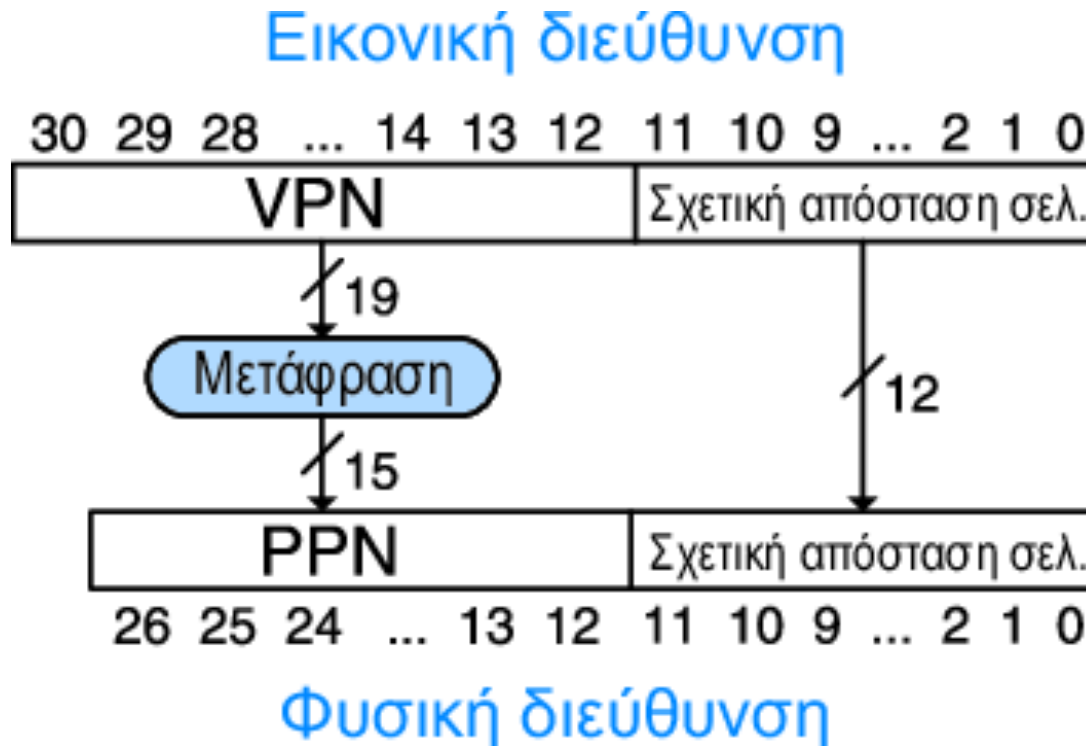 Εικονική διεύθυνση
30 29 28 ... 14 13 12 11 10 9 ... 2 1 0
VPN Σχετική απόσταση σελ.
19
Μετάφραση
12
15
PPN Σχετική απόσταση σελ.
26 25 24 ... 13 12 11 10 9 ... 2 1 0
Φυσική διεύθυνση